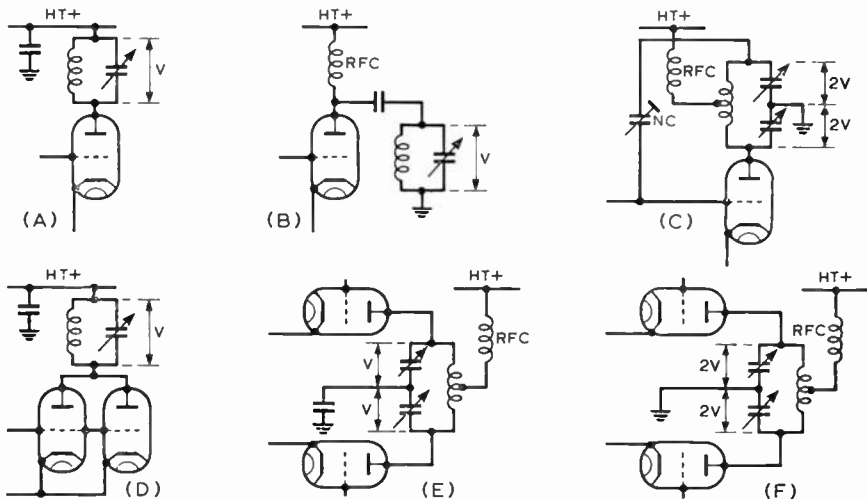 HT+
V
(A)
HT+
RFC
V
(B)
HT+
RFC
NC
2V
2V
(C)
HT+
V
(D)
HT+
RFC
V
V
(E)
HT+
RFC
2V
2V
(F)